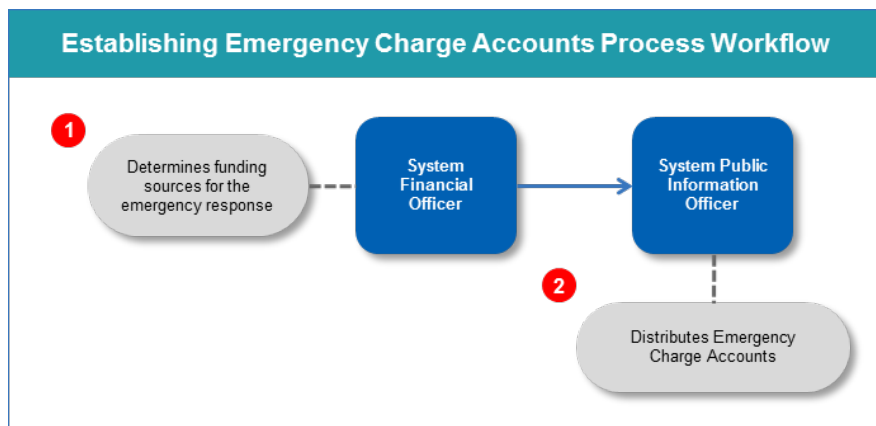 Establishing Emergency Charge Accounts Process Workflow
1
Determines funding
sources for the
emergency response
System
Financial
Officer
System Public
Information
Officer
2
Distributes Emergency
Charge Accounts